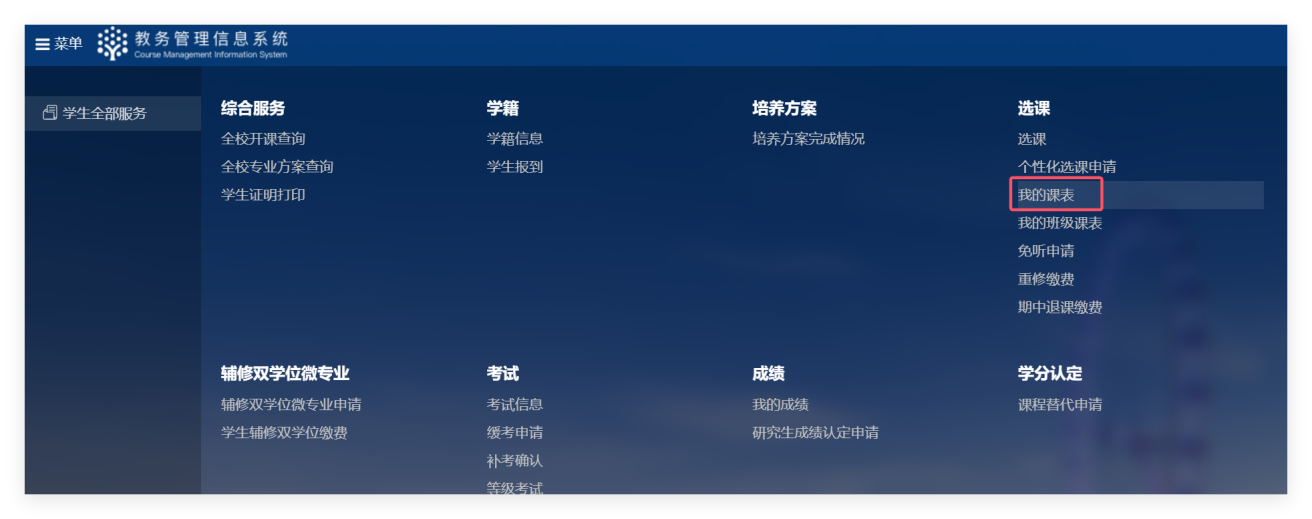 菜单
教务管理信息系统
Course Management Information System
学生全部服务
综合服务
全校开课查询
全校专业方案查询
学生证明打印
学籍
学籍信息
学生报到
培养方案
培养方案完成情况
选课
选课
个性化选课申请
我的课表
我的班级课表
免听申请
重修缴费
期中退课缴费
辅修双学位微专业
辅修双学位微专业申请
学生辅修双学位缴费
考试
考试信息
缓考申请
补考确认
等级考试
成绩
我的成绩
研究生成绩认定申请
学分认定
课程替代申请